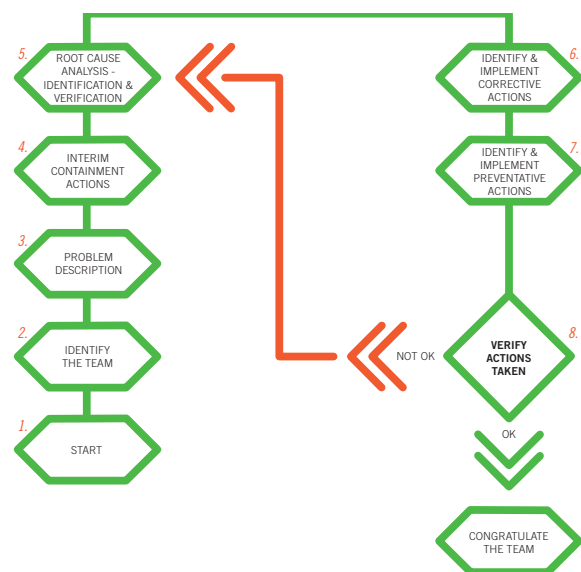 5.
ROOT CAUSE
ANALYSIS -
IDENTIFICATION &
VERIFICATION
6.
IDENTIFY &
IMPLEMENT
CORRECTIVE
ACTIONS
4.
INTERIM
CONTAINMENT
ACTIONS
7.
IDENTIFY &
IMPLEMENT
PREVENTATIVE
ACTIONS
3.
PROBLEM
DESCRIPTION
2.
IDENTIFY
THE TEAM
NOT OK
8.
VERIFY
ACTIONS
TAKEN
1.
START
OK
CONGRATULATE
THE TEAM